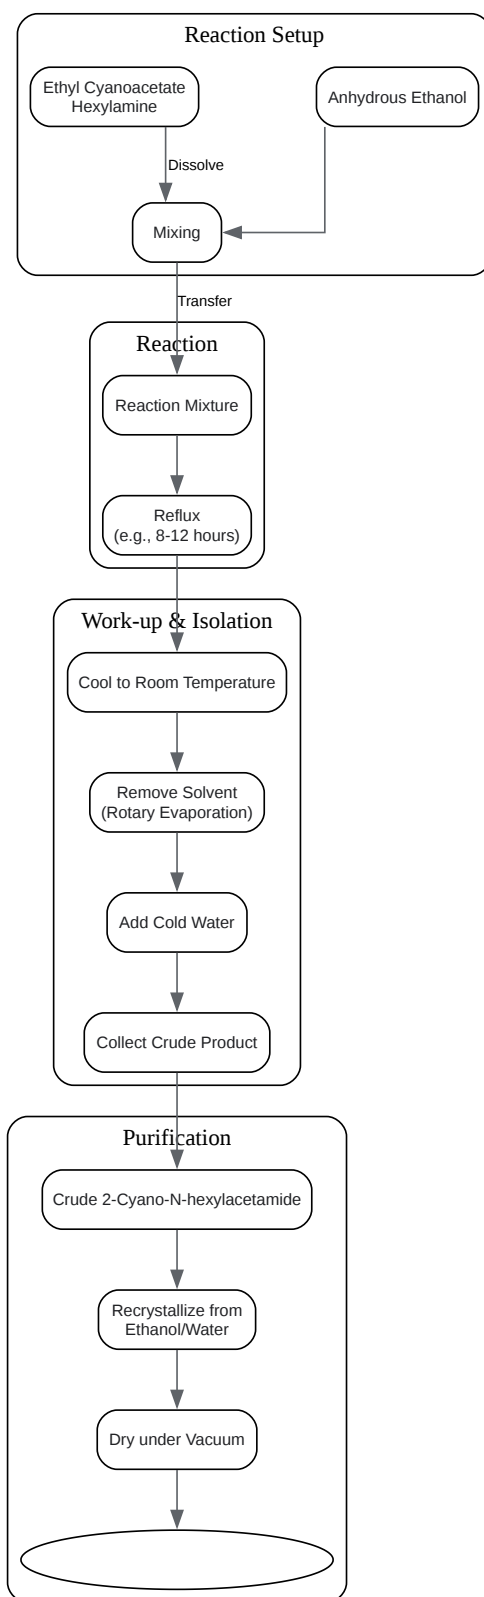 Reaction Setup
Ethyl Cyanoacetate
Hexylamine
Anhydrous Ethanol
Dissolve
Mixing
Transfer
Reaction
Reaction Mixture
Reflux
(e.g., 8-12 hours)
Work-up & Isolation
Cool to Room Temperature
Remove Solvent
(Rotary Evaporation)
Add Cold Water
Collect Crude Product
Purification
Crude 2-Cyano-N-hexylacetamide
Recrystallize from
Ethanol/Water
Dry under Vacuum